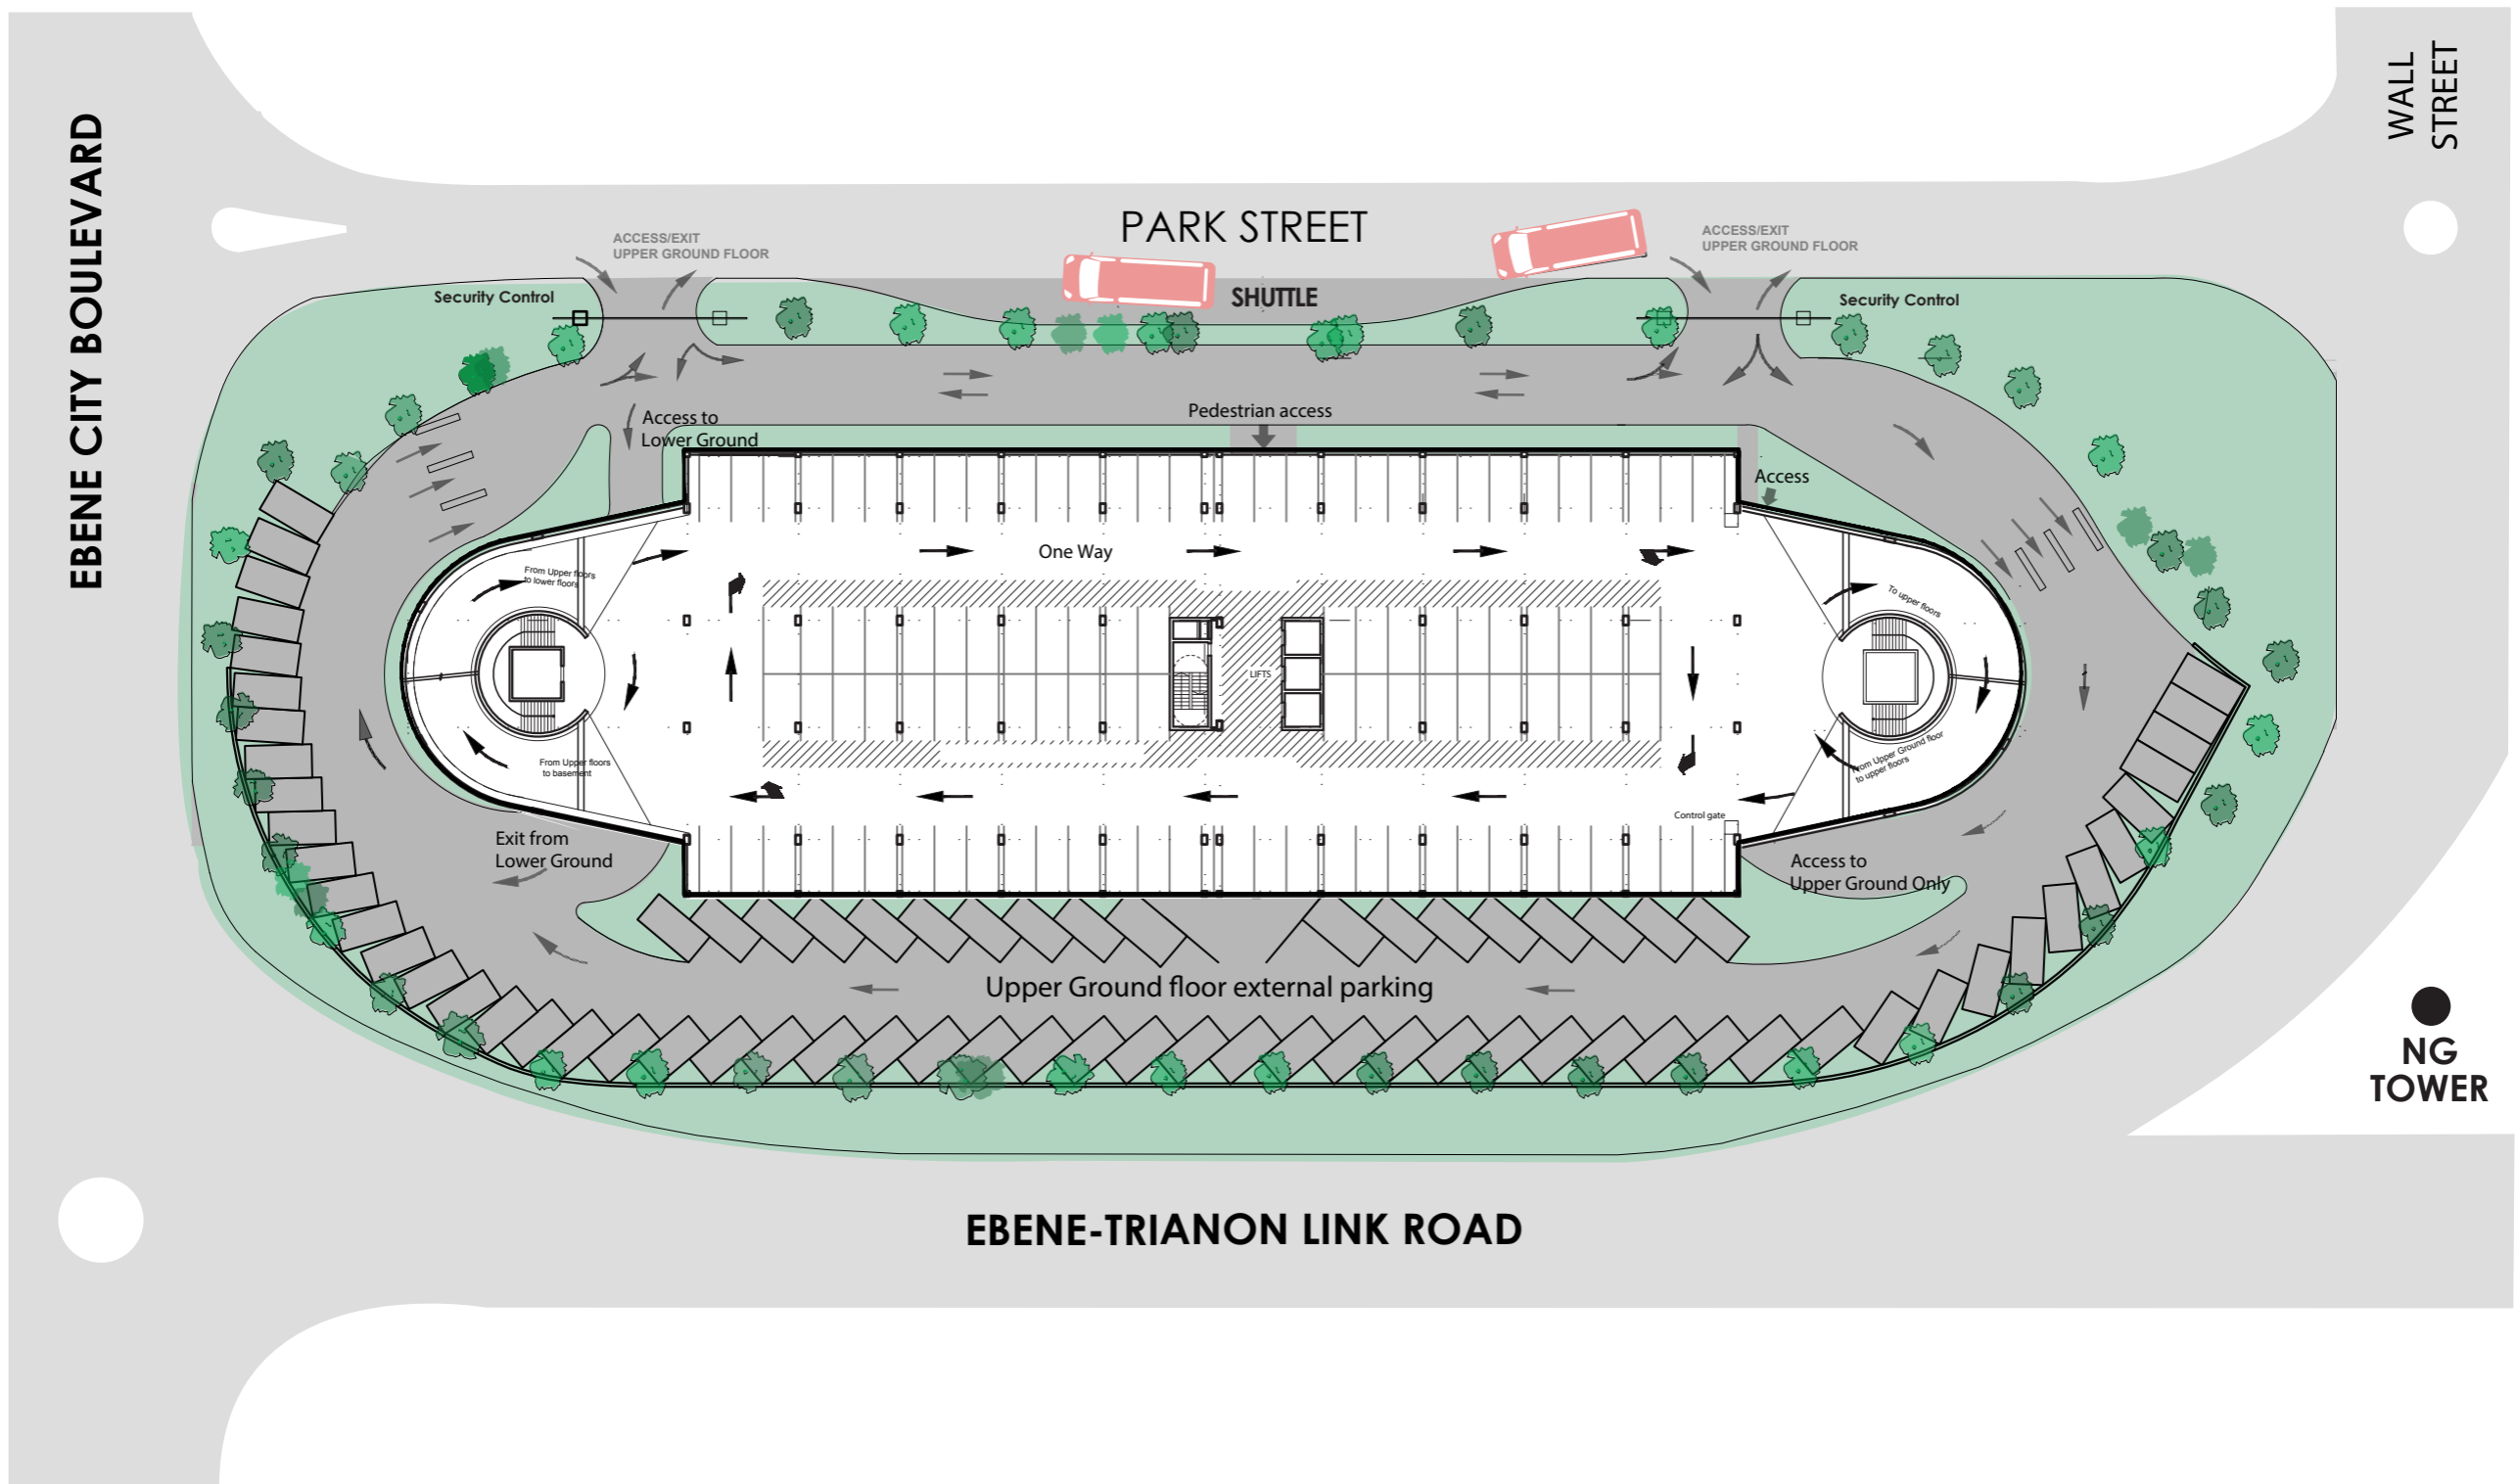 WALL
STREET
EBENE CITY BOULEVARD
PARK STREET
ACCESS/EXIT
UPPER GROUND FLOOR
ACCESS/EXIT
UPPER GROUND FLOOR
Security Control
SHUTTLE
Security Control
Access to
Lower Ground
Pedestrian access
Access
One Way
From Upper floors
to lower floors
To upper floors
LIFTS
From Upper floors
to basement
From Upper Ground floor
to upper floors
Control gate
Exit from
Lower Ground
Access to
Upper Ground Only
Upper Ground floor external parking
NG
TOWER
EBENE-TRIANON LINK ROAD